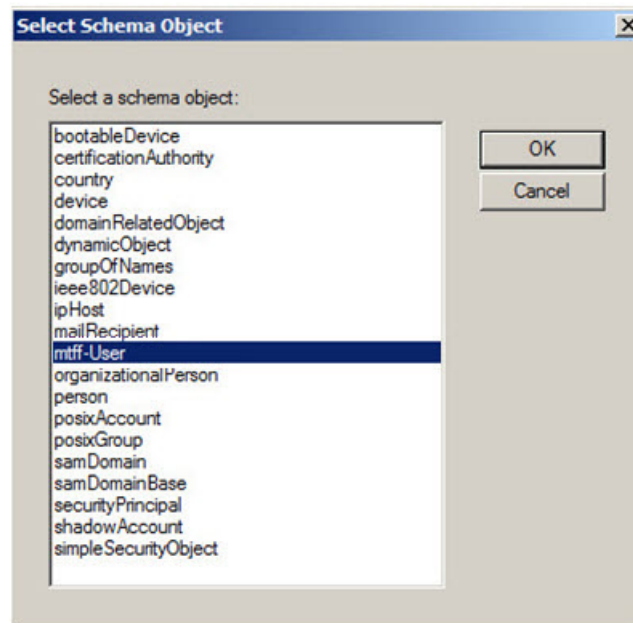 Select Schema Object
Select a schema object:
bootableDevice
certificationAuthority
country
device
domainRelatedObject
dynamicObject
groupOfNames
ieee802Device
ipHost
mailRecipient
mtff-User
organizationalPerson
person
posixAccount
posixGroup
samDomain
samDomainBase
securityPrincipal
shadowAccount
simpleSecurityObject
OK
Cancel